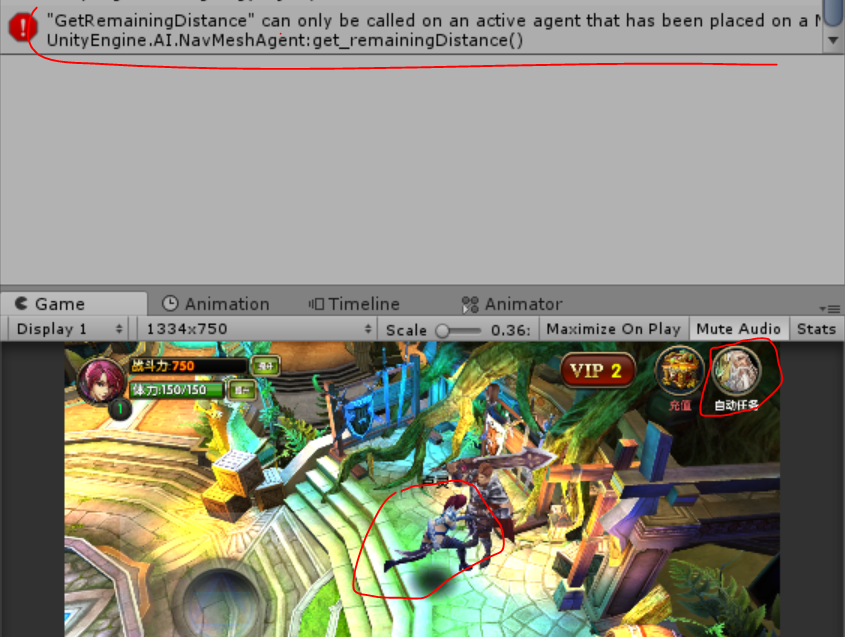 "GetRemainingDistance" can only be called on an active agent that has been placed on a
UnityEngine.AI.NavMeshAgent:get_remainingDistance()
Game Animation Timeline Animator
Display 1 1334x750 Scale 0.36: Maximize On Play Mute Audio Stats
战斗力:750
体力:150/150
1
VIP 2
充值
自动任务